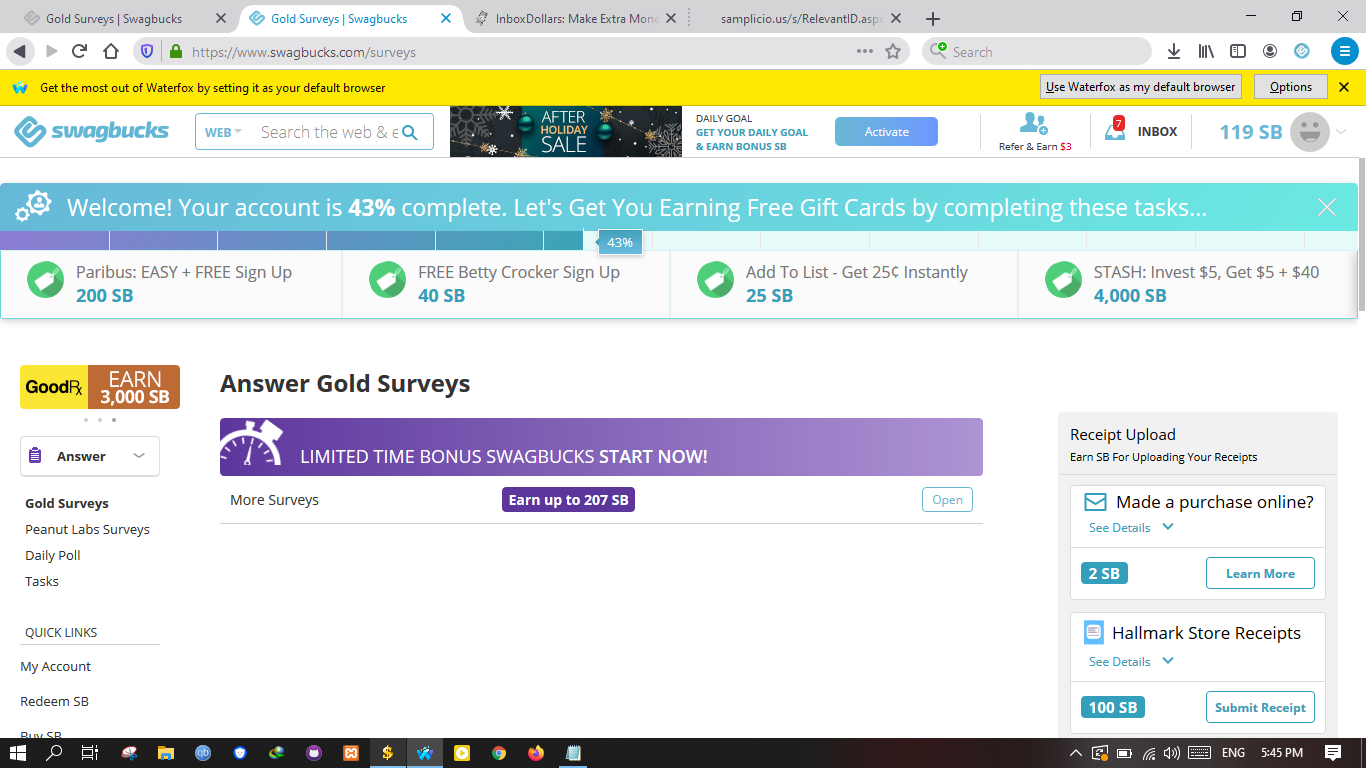 Gold Surveys | Swagbucks
Gold Surveys | Swagbucks
InboxDollars: Make Extra Mone
samplicio.us/s/RelevantID.asp
https://www.swagbucks.com/surveys
Search
Get the most out of Waterfox by setting it as your default browser
Use Waterfox as my default browser
Options
swagbucks
WEB
Search the web & e
AFTER
HOLIDAY
SALE
DAILY GOAL
GET YOUR DAILY GOAL
& EARN BONUS SB
Activate
Refer & Earn $3
7
INBOX
119 SB
Welcome! Your account is 43% complete. Let's Get You Earning Free Gift Cards by completing these tasks...
43%
Paribus: EASY + FREE Sign Up
200 SB
FREE Betty Crocker Sign Up
40 SB
Add To List - Get 25¢ Instantly
25 SB
STASH: Invest $5, Get $5 + $40
4,000 SB
GoodRx
EARN
3,000 SB
Answer
Gold Surveys
Peanut Labs Surveys
Daily Poll
Tasks
QUICK LINKS
My Account
Redeem SB
Buy SB
Answer Gold Surveys
LIMITED TIME BONUS SWAGBUCKS START NOW!
More Surveys
Earn up to 207 SB
Open
Receipt Upload
Earn SB For Uploading Your Receipts
Made a purchase online?
See Details
2 SB
Learn More
Hallmark Store Receipts
See Details
100 SB
Submit Receipt
qb
$
ENG
5:45 PM